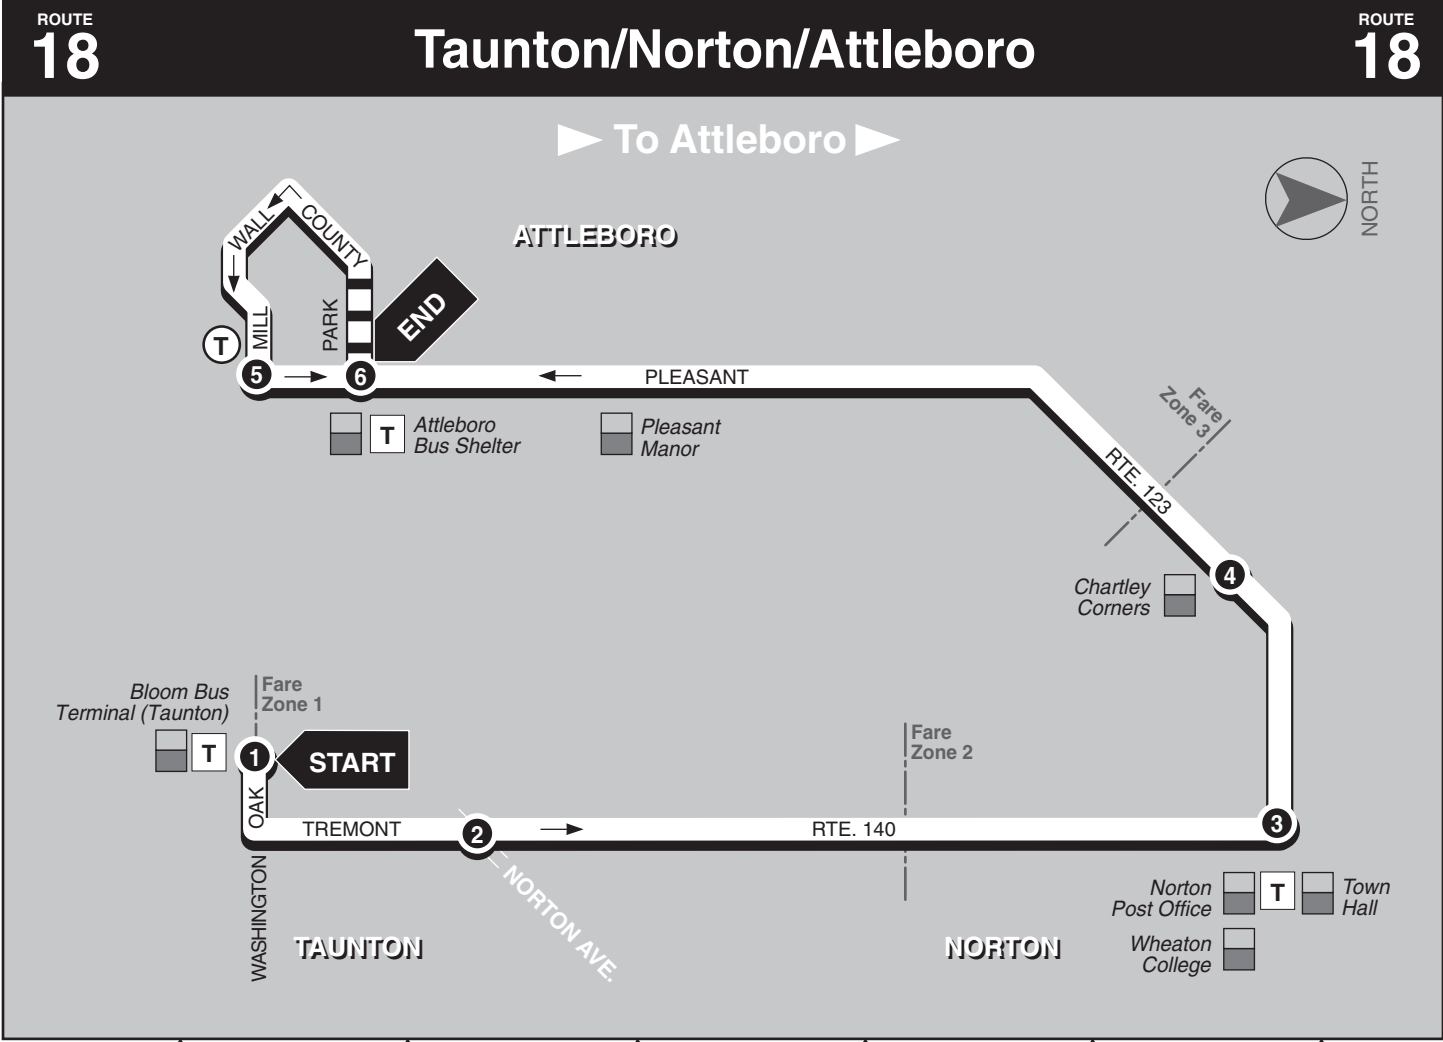 ROUTE
18
Taunton/Norton/Attleboro
ROUTE
18
To Attleboro
NORTH
ATTLEBORO
WALL
COUNTY
MILL
PARK
END
T
5
6
PLEASANT
T
Attleboro
Bus Shelter
Pleasant
Manor
Fare
Zone 3
RTE. 123
4
Chartley
Corners
Bloom Bus
Terminal (Taunton)
Fare
Zone 1
T
1
START
OAK
TREMONT
2
RTE. 140
Fare
Zone 2
3
WASHINGTON
NORTON AVE.
TAUNTON
NORTON
Norton
Post Office
T
Town
Hall
Wheaton
College